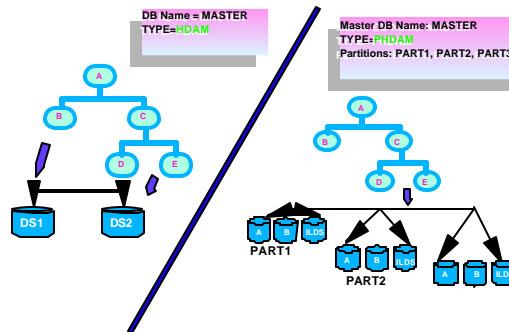 DB Name = MASTER
TYPE=HDAM
A
B
C
D
E
DS1
DS2
Master DB Name: MASTER
TYPE=PHDAM
Partitions: PART1, PART2, PART3
A
B
C
D
E
A
B
ILDS
PART1
A
B
ILDS
PART2
A
B
ILDS